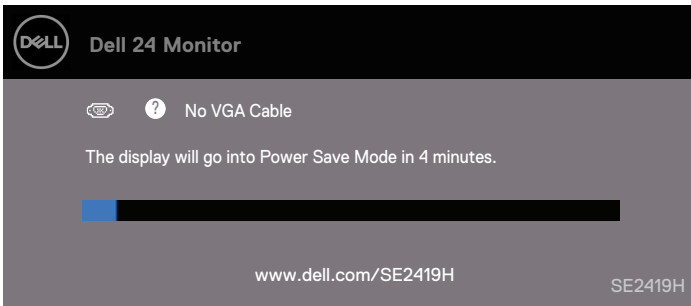 DELL
Dell 24 Monitor
? No VGA Cable
The display will go into Power Save Mode in 4 minutes.
www.dell.com/SE2419H
SE2419H